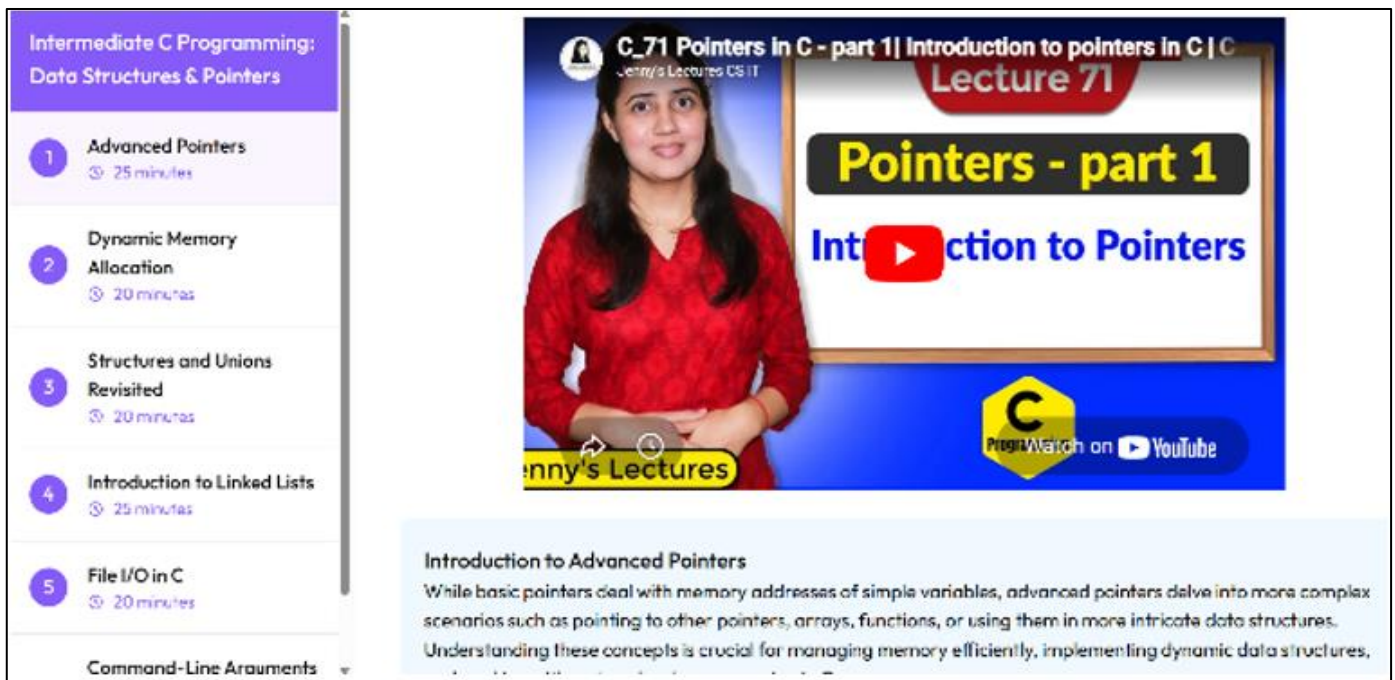 Intermediate C Programming:
Data Structures & Pointers
1
Advanced Pointers
25 minutes
2
Dynamic Memory
Allocation
20 minutes
3
Structures and Unions
Revisited
20 minutes
4
Introduction to Linked Lists
25 minutes
5
File I/O in C
20 minutes
Command-Line Arguments
C_71 Pointers in C - part 1| Introduction to pointers in C | C
Jenny's Lectures CS IT
Lecture 71
Pointers - part 1
Int ction to Pointers
C
Watch on YouTube
enny's Lectures
Introduction to Advanced Pointers
While basic pointers deal with memory addresses of simple variables, advanced pointers delve into more complex
scenarios such as pointing to other pointers, arrays, functions, or using them in more intricate data structures.
Understanding these concepts is crucial for managing memory efficiently, implementing dynamic data structures,